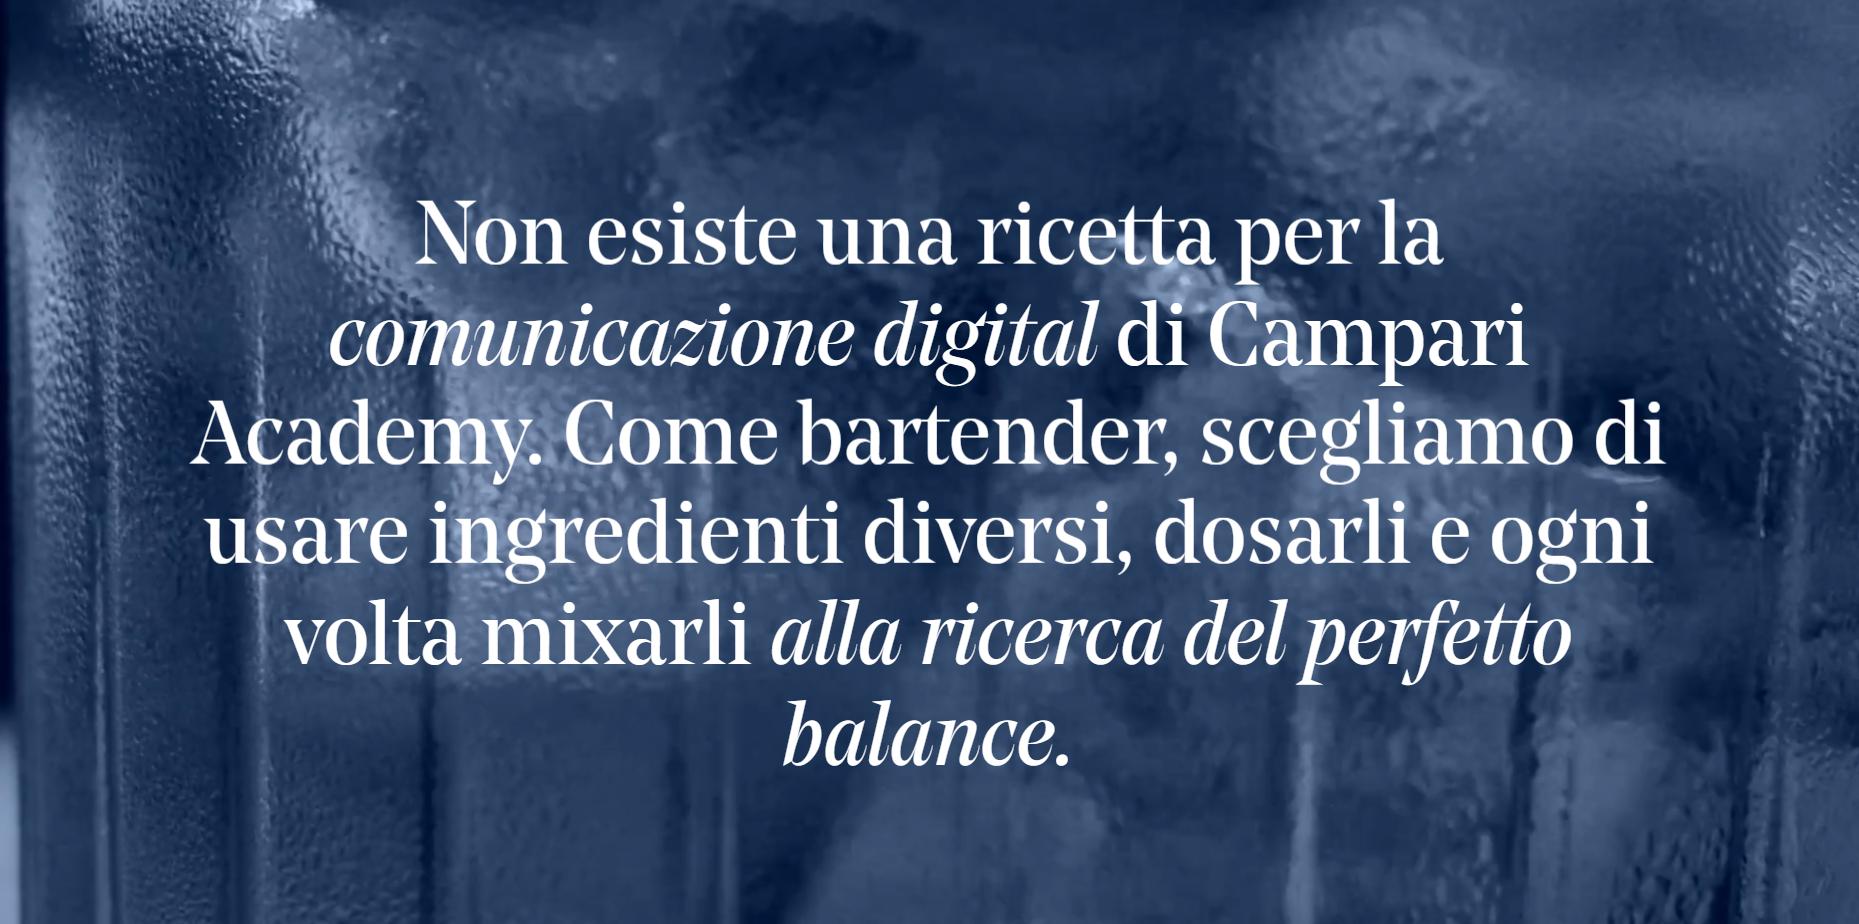 Non esiste una ricetta per la
comunicazione digital di Campari
Academy. Come bartender, scegliamo di
usare ingredienti diversi, dosarli e ogni
volta mixarli alla ricerca del perfetto
balance.